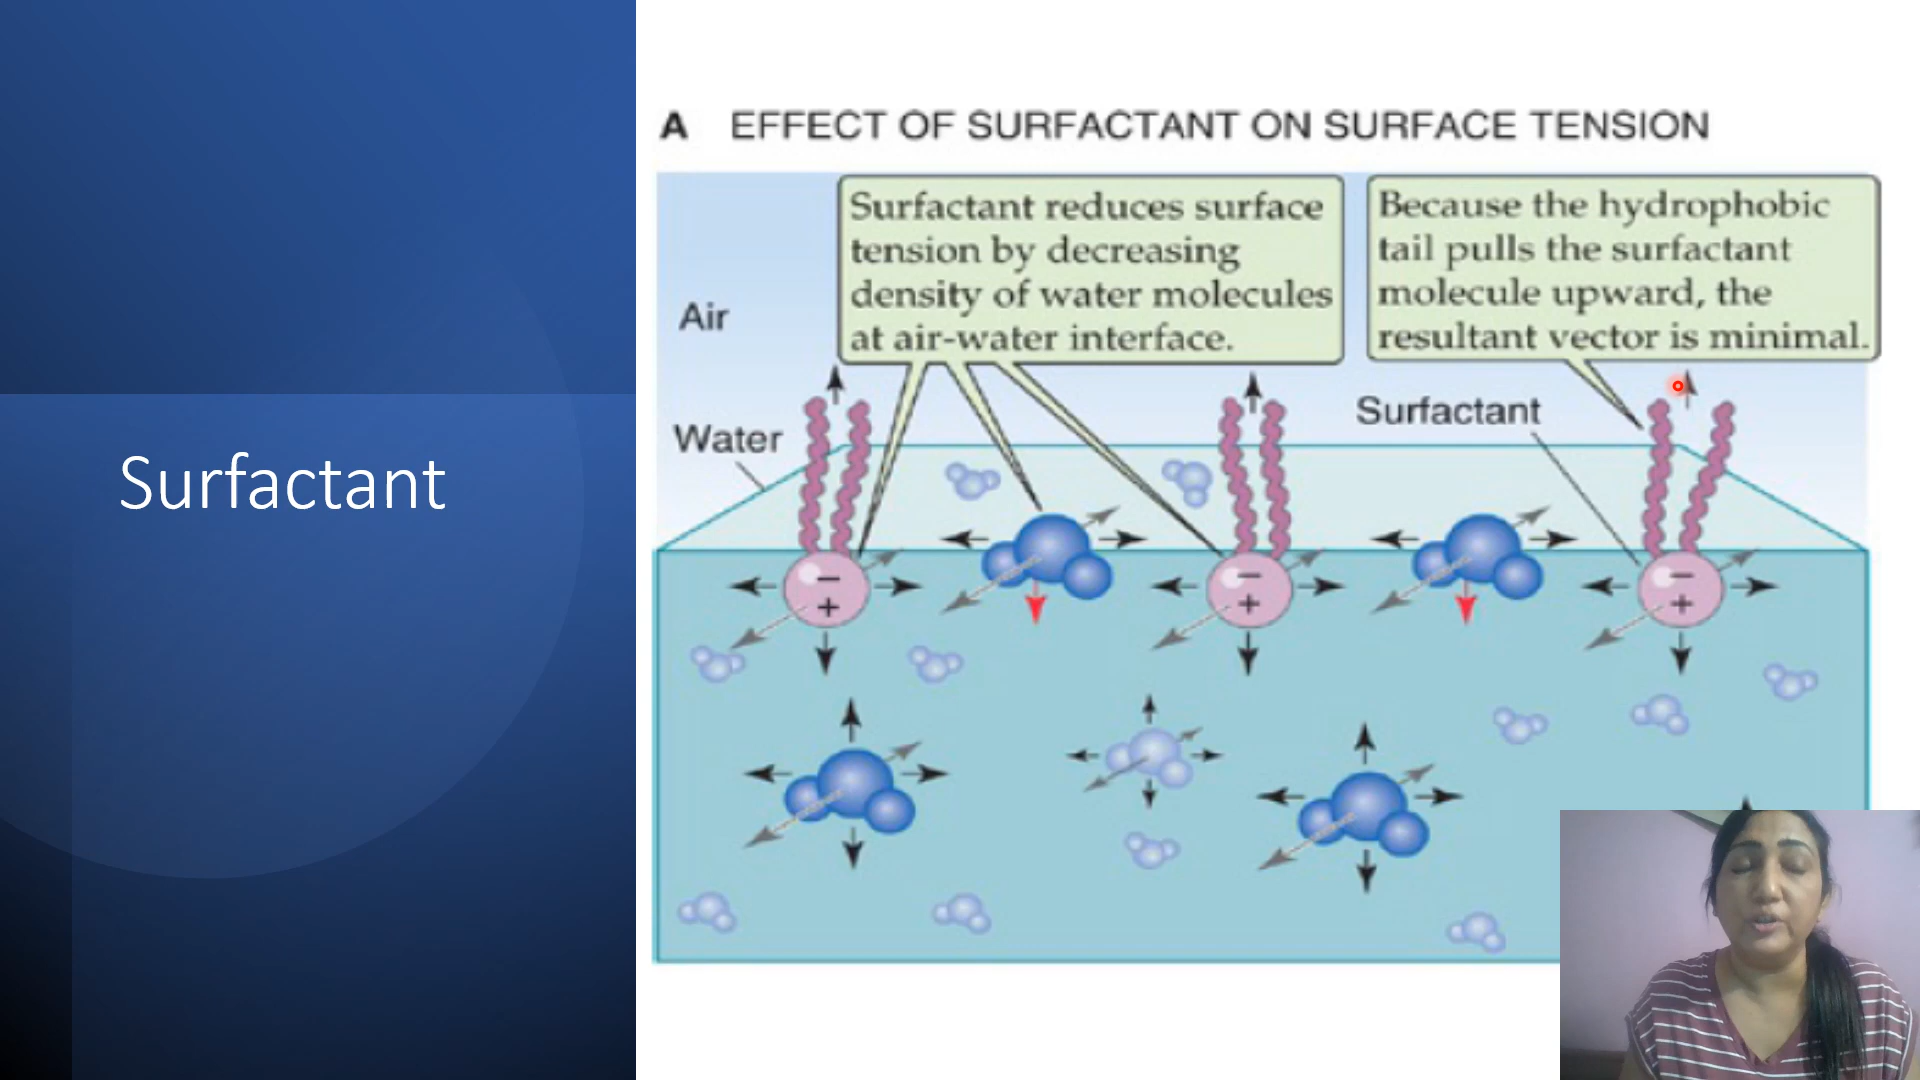 Surfactant
A EFFECT OF SURFACTANT ON SURFACE TENSION
Surfactant reduces surface
tension by decreasing
density of water molecules
at air-water interface.
Because the hydrophobic
tail pulls the surfactant
molecule upward, the
resultant vector is minimal.
Air
Water
Surfactant
−
+
−
+
−
+